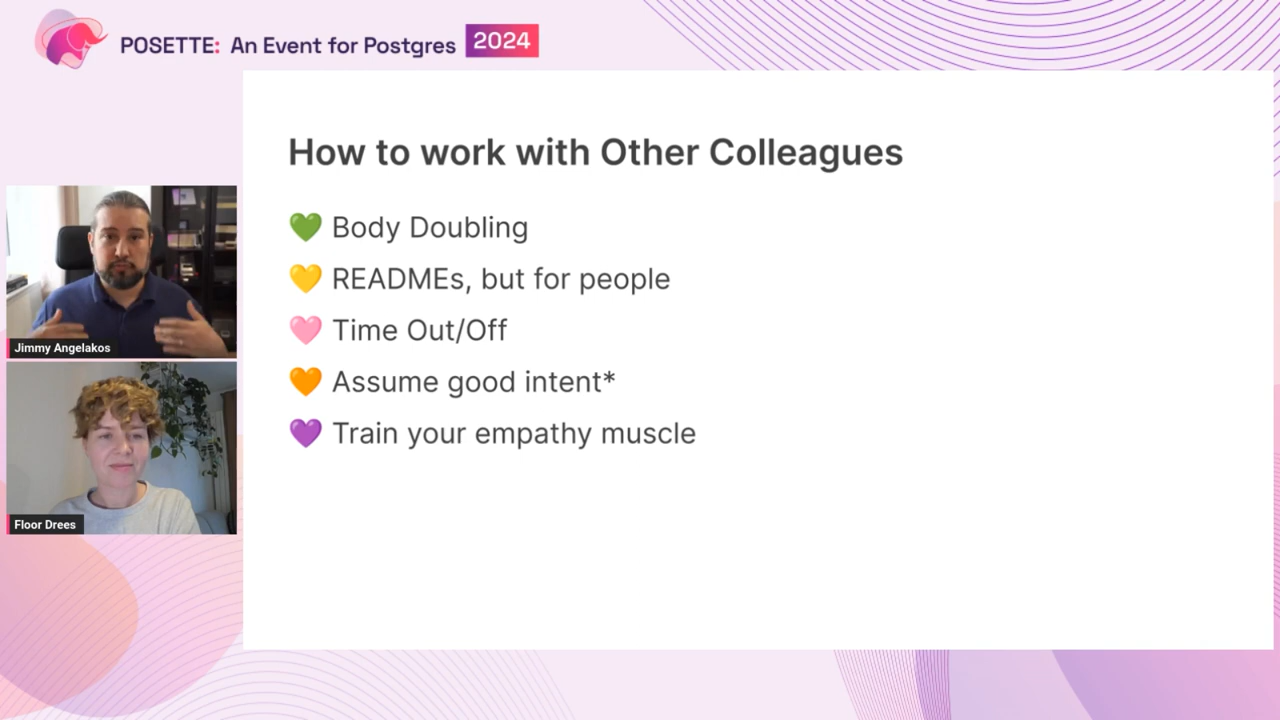 POSETTE: An Event for Postgres 2024
How to work with Other Colleagues
Body Doubling
READMEs, but for people
Time Out/Off
Assume good intent*
Train your empathy muscle
Jimmy Angelakos
Floor Drees